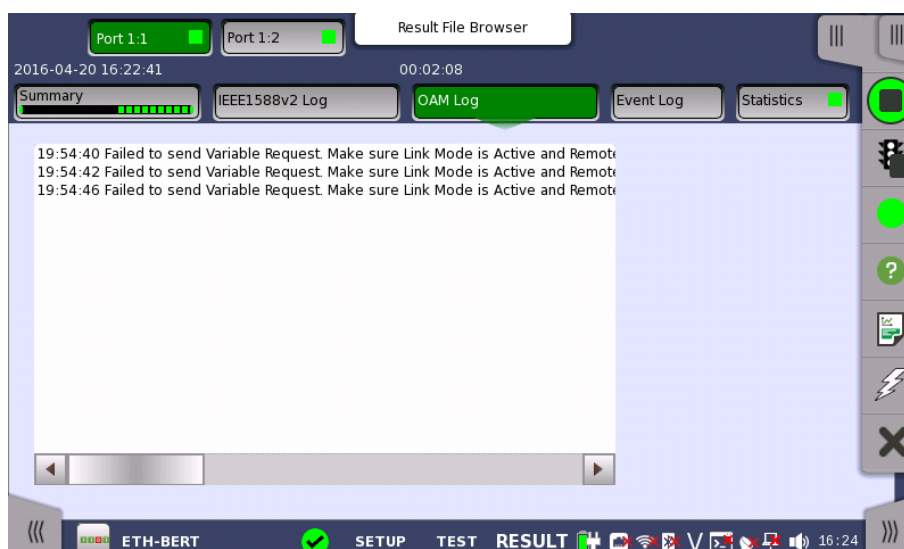 Result File Browser
Port 1:1
Port 1:2
2016-04-20 16:22:41
00:02:08
Summary
IEEE1588v2 Log
OAM Log
Event Log
Statistics
19:54:40 Failed to send Variable Request. Make sure Link Mode is Active and Remote
19:54:42 Failed to send Variable Request. Make sure Link Mode is Active and Remote
19:54:46 Failed to send Variable Request. Make sure Link Mode is Active and Remote
ETH-BERT
SETUP
TEST
RESULT
V
16:24